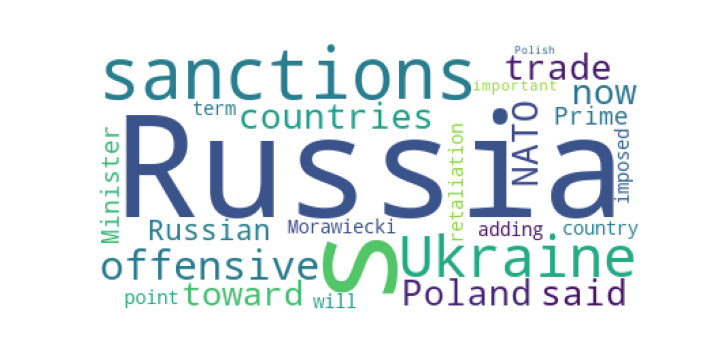 Polish
sanctions
important
trade
now
term
countries
NATO
Prime
Minister
Russia
retaliation
imposed
Russian
Morawiecki
adding
country
offensive
S
Ukraine
point
toward
will
Poland
said